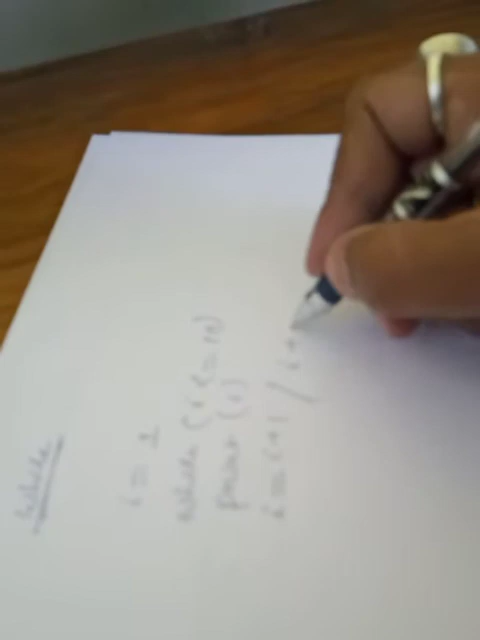 while
i = 1
while (i <= 10)
print (i)
i = i+1 / i+